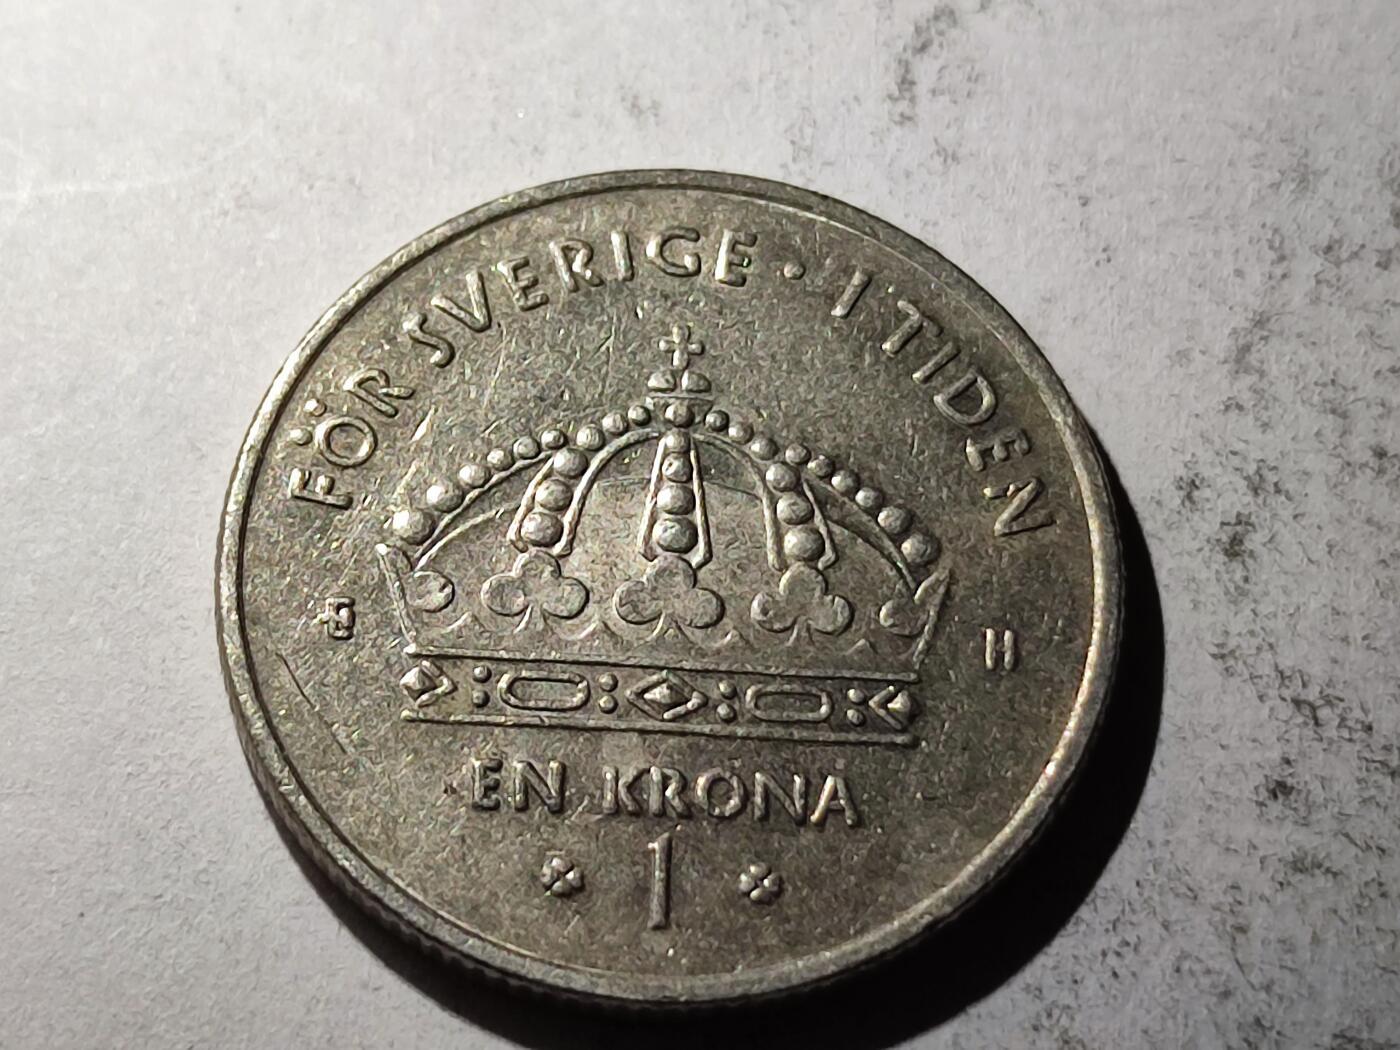 FÖR SVERIGE · I TIDEN
H
EN KRONA
1